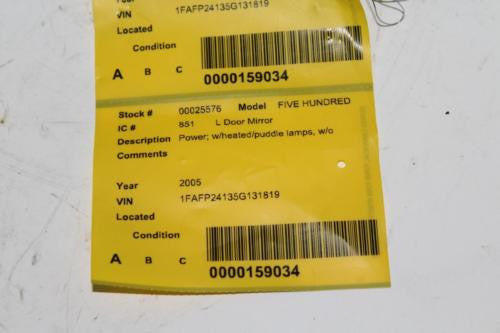 Year
VIN 1FAFP24135G131819
Located
Condition
A B C 0000159034
Stock # 00025576 Model FIVE HUNDRED
IC # 851 L Door Mirror
Description Power; w/heated/puddle lamps, w/o
Comments
Year 2005
VIN 1FAFP24135G131819
Located
Condition
A B C 0000159034